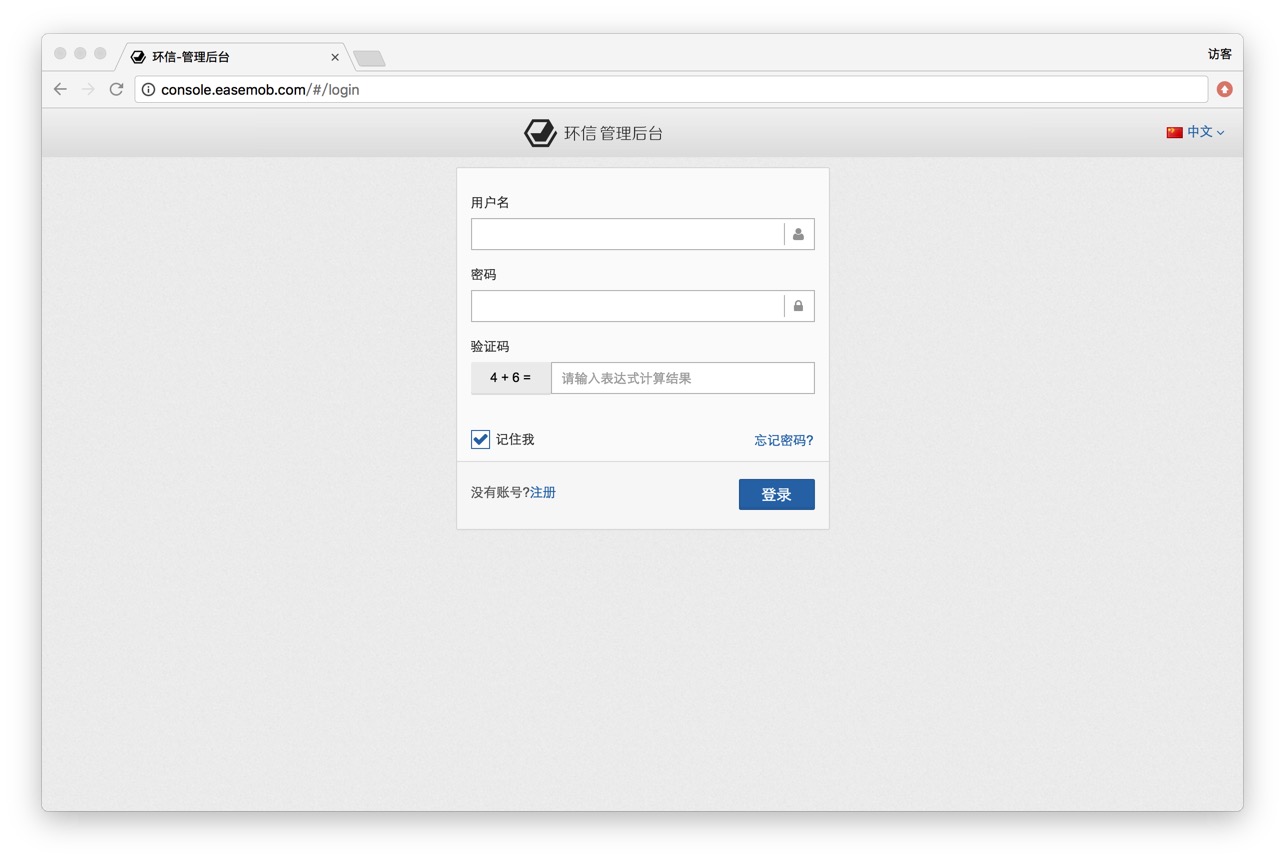 环信-管理后台
访客
console.easemob.com/#/login
环信 管理后台
中文
用户名
密码
验证码
4 + 6 =
请输入表达式计算结果
记住我
忘记密码?
没有账号?注册
登录